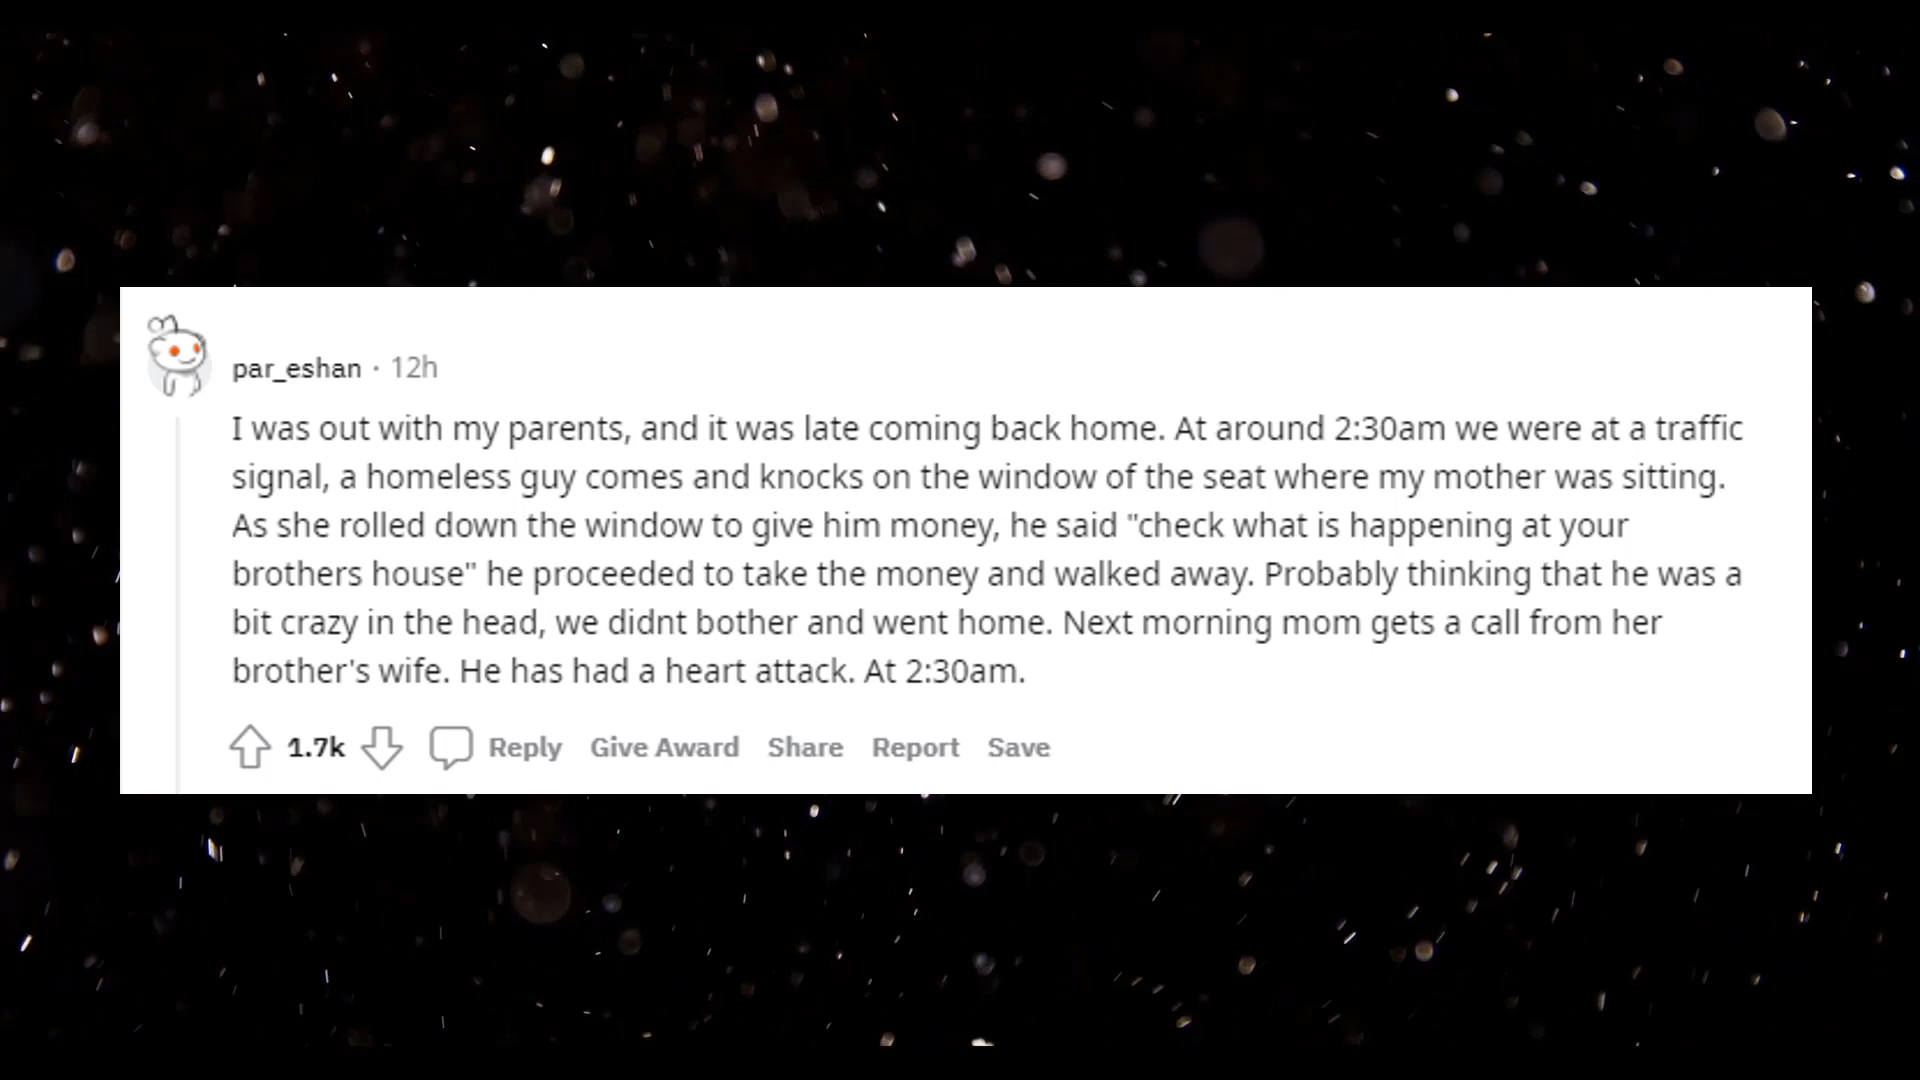 par_eshan · 12h
I was out with my parents, and it was late coming back home. At around 2:30am we were at a traffic
signal, a homeless guy comes and knocks on the window of the seat where my mother was sitting.
As she rolled down the window to give him money, he said "check what is happening at your
brothers house" he proceeded to take the money and walked away. Probably thinking that he was a
bit crazy in the head, we didnt bother and went home. Next morning mom gets a call from her
brother's wife. He has had a heart attack. At 2:30am.
1.7k Reply Give Award Share Report Save